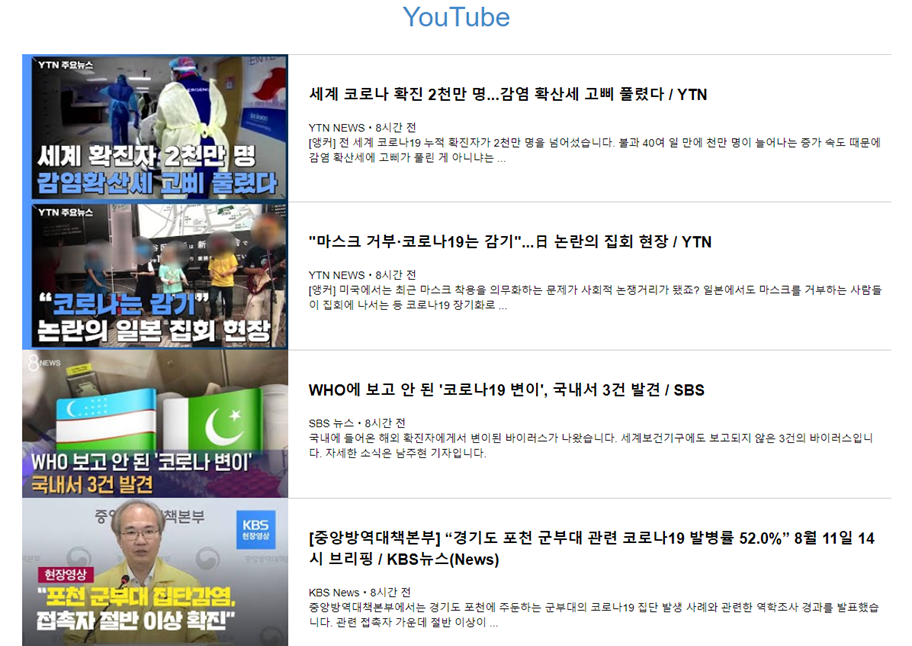 YouTube
YTN 주요뉴스
세계 확진자 2천만 명
감염확산세 고삐 풀렸다
세계 코로나 확진 2천만 명...감염 확산세 고삐 풀렸다 / YTN
YTN NEWS • 8시간 전
[앵커] 전 세계 코로나19 누적 확진자가 2천만 명을 넘어섰습니다. 불과 40여 일 만에 천만 명이 늘어나는 증가 속도 때문에
감염 확산세에 고삐가 풀린 게 아니냐는 ...
YTN 주요뉴스
“코로나는 감기”
논란의 일본 집회 현장
"마스크 거부·코로나19는 감기"...日 논란의 집회 현장 / YTN
YTN NEWS • 8시간 전
[앵커] 미국에서는 최근 마스크 착용을 의무화하는 문제가 사회적 논쟁거리가 됐죠? 일본에서도 마스크를 거부하는 사람들
이 집회에 나서는 등 코로나19 장기화로 ...
8 NEWS
WHO 보고 안 된 '코로나 변이'
국내서 3건 발견
WHO에 보고 안 된 '코로나19 변이', 국내서 3건 발견 / SBS
SBS 뉴스 • 8시간 전
국내에 들어온 해외 확진자에게서 변이된 바이러스가 나왔습니다. 세계보건기구에도 보고되지 않은 3건의 바이러스입니
다. 자세한 소식은 남주현 기자입니다.
책본부
KBS
현장영상
현장영상
"포천 군부대 집단감염,
접촉자 절반 이상 확진"
[중앙방역대책본부] “경기도 포천 군부대 관련 코로나19 발병률 52.0%” 8월 11일 14
시 브리핑 / KBS뉴스(News)
KBS News • 8시간 전
중앙방역대책본부에서는 경기도 포천에 주둔하는 군부대의 코로나19 집단 발생 사례와 관련한 역학조사 경과를 발표했습
니다. 관련 접촉자 가운데 절반 이상이 ...